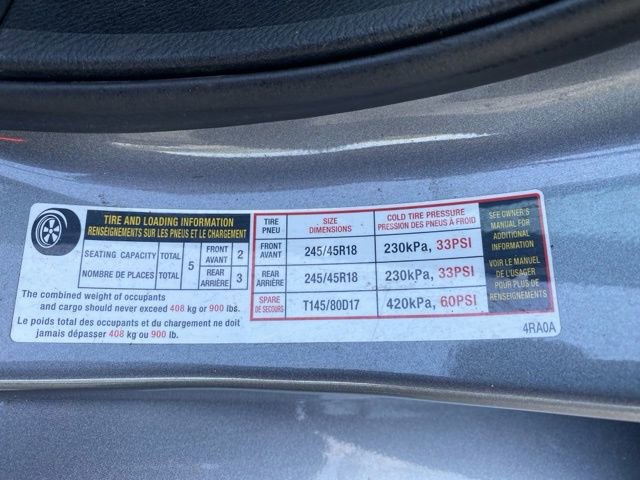 TIRE AND LOADING INFORMATION
RENSEIGNEMENTS SUR LES PNEUS ET LE CHARGEMENT
SEATING CAPACITY TOTAL 5 FRONT AVANT 2
NOMBRE DE PLACES TOTAL REAR ARRIÈRE 3
The combined weight of occupants
and cargo should never exceed 408 kg or 900 lbs.
Le poids total des occupants et du chargement ne doit
jamais dépasser 408 kg ou 900 lb.
TIRE PNEU SIZE DIMENSIONS COLD TIRE PRESSURE PRESSION DES PNEUS À FROID
FRONT AVANT 245/45R18 230kPa, 33PSI
REAR ARRIÈRE 245/45R18 230kPa, 33PSI
SPARE DE SECOURS T145/80D17 420kPa, 60PSI
SEE OWNER'S
MANUAL FOR
ADDITIONAL
INFORMATION
VOIR LE MANUEL
DE L'USAGER
POUR PLUS DE
RENSEIGNEMENTS
4RA0A